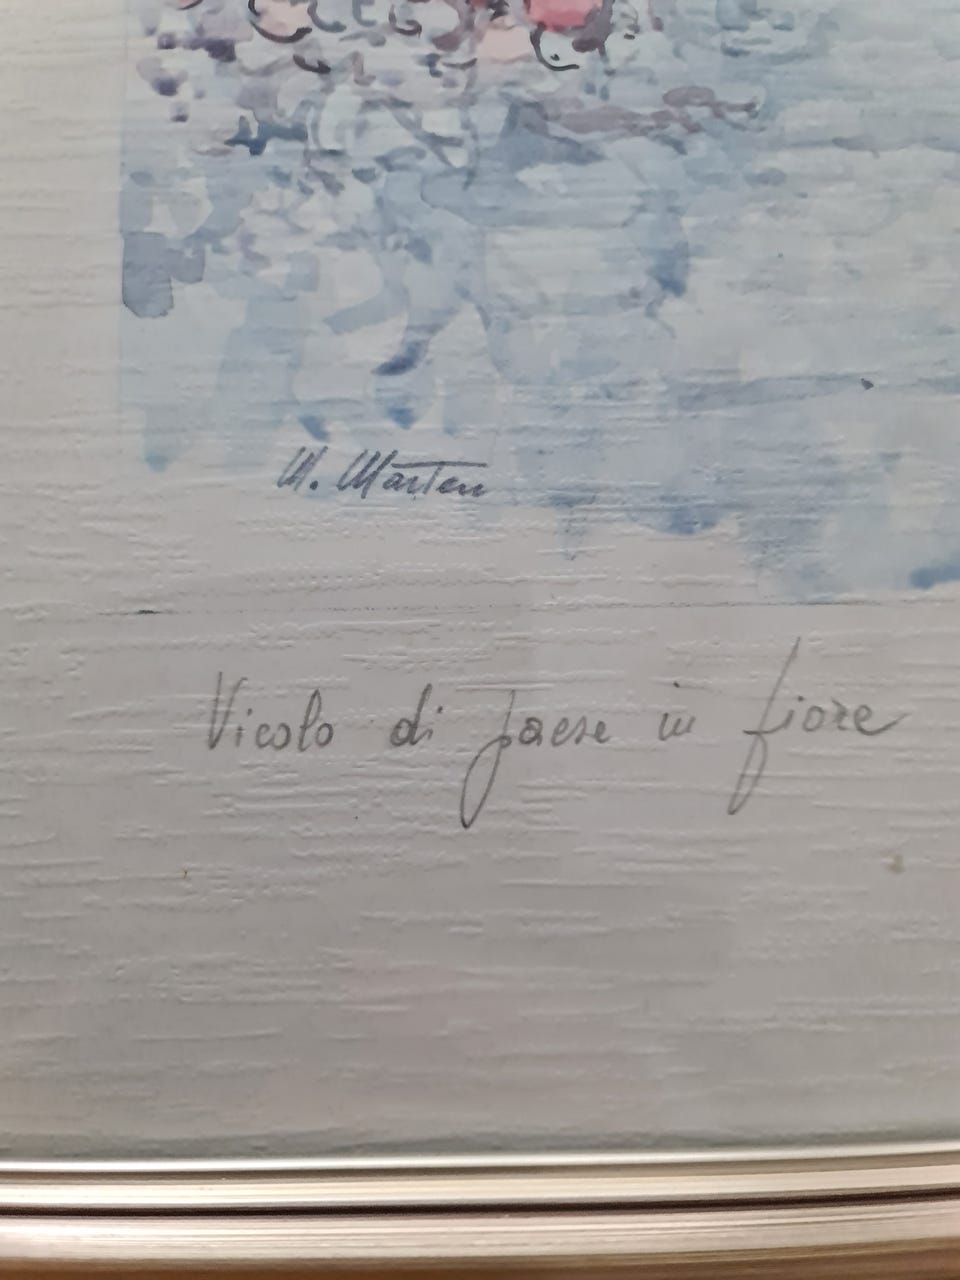 M. Marten
Vicolo di paese in fiore